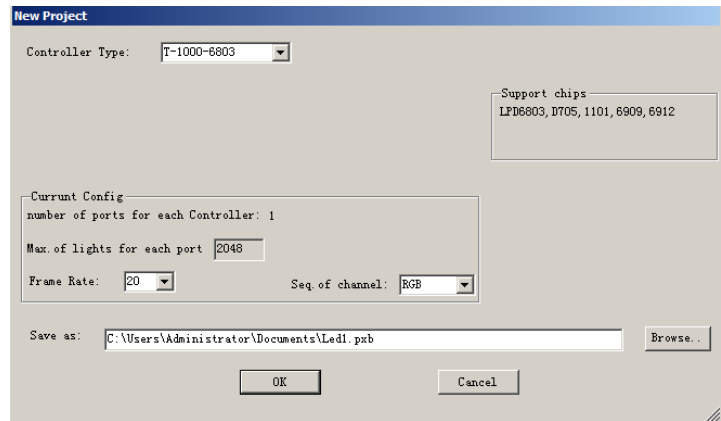 New Project
Controller Type: T-1000-6803
Support chips
LPD6803, D705, 1101, 6909, 6912
Currunt Config
number of ports for each Controller: 1
Max.of lights for each port 2048
Frame Rate: 20 Seq.of channel: RGB
Save as: C:\Users\Administrator\Documents\Led1.pxb Browse..
OK Cancel